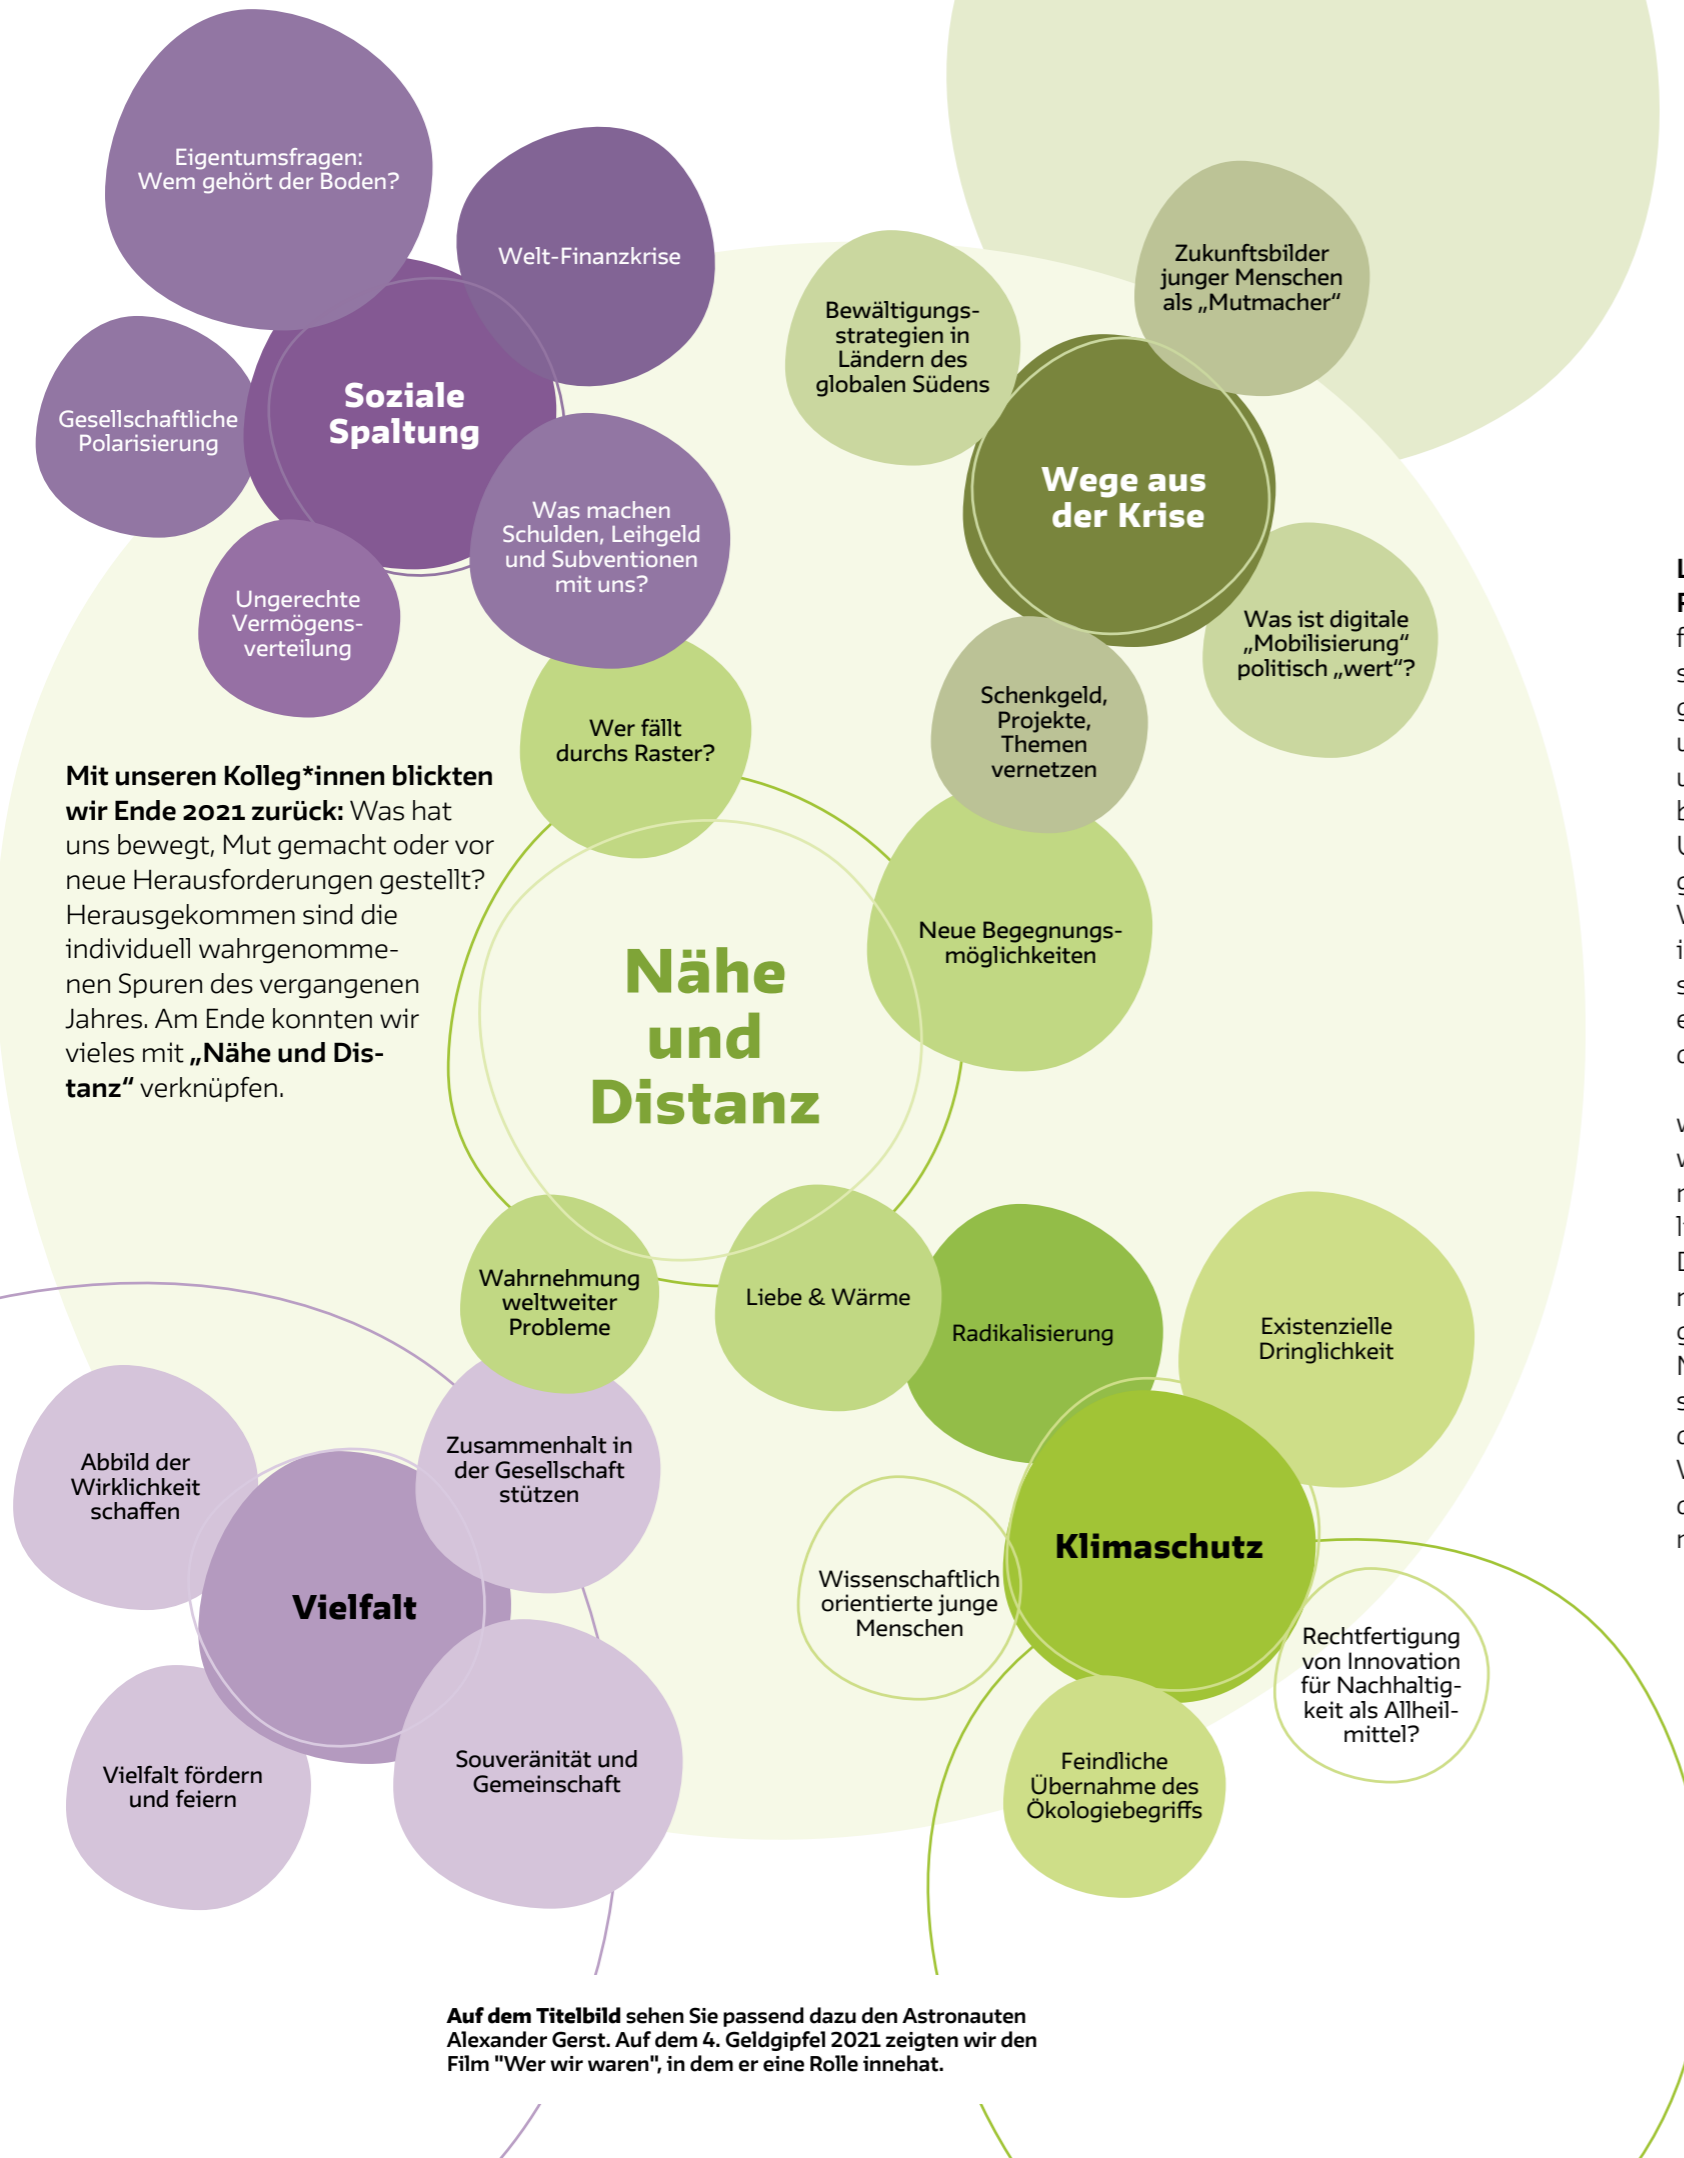 Eigentumsfragen:
Wem gehört der Boden?
Welt-Finanzkrise
Gesellschaftliche
Polarisierung
Soziale
Spaltung
Was machen
Schulden, Leihgeld
und Subventionen
mit uns?
Ungerechte
Vermögens-
verteilung
Zukunftsbilder
junger Menschen
als „Mutmacher“
Bewältigungs-
strategien in
Ländern des
globalen Südens
Wege aus
der Krise
Was ist digitale
„Mobilisierung“
politisch „wert“?
Schenkgeld,
Projekte,
Themen
vernetzen
Wer fällt
durchs Raster?
Mit unseren Kolleg*innen blickten
wir Ende 2021 zurück: Was hat
uns bewegt, Mut gemacht oder vor
neue Herausforderungen gestellt?
Herausgekommen sind die
individuell wahrgenomme-
nen Spuren des vergangenen
Jahres. Am Ende konnten wir
vieles mit „Nähe und Dis-
tanz“ verknüpfen.
Neue Begegnungs-
möglichkeiten
Nähe
und
Distanz
Wahrnehmung
weltweiter
Probleme
Liebe & Wärme
Radikalisierung
Existenzielle
Dringlichkeit
Abbild der
Wirklichkeit
schaffen
Zusammenhalt in
der Gesellschaft
stützen
Vielfalt
Vielfalt fördern
und feiern
Souveränität und
Gemeinschaft
Klimaschutz
Wissenschaftlich
orientierte junge
Menschen
Rechtfertigung
von Innovation
für Nachhaltig-
keit als Allheil-
mittel?
Feindliche
Übernahme des
Ökologiebegriffs
Auf dem Titelbild sehen Sie passend dazu den Astronauten
Alexander Gerst. Auf dem 4. Geldgipfel 2021 zeigten wir den
Film "Wer wir waren", in dem er eine Rolle innehat.